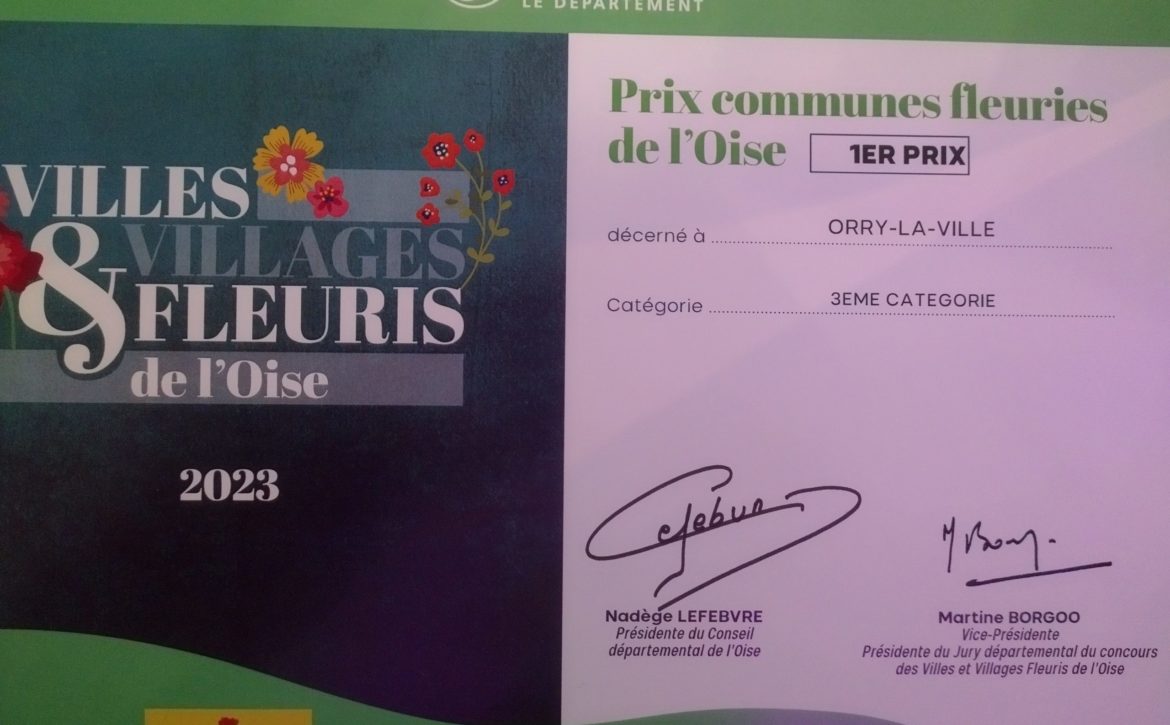 LE DÉPARTEMENT
VILLES
& VILLAGES
FLEURIS
de l'Oise
2023
Prix communes fleuries
de l'Oise 1ER PRIX
décerné à ORRY-LA-VILLE
Catégorie 3EME CATEGORIE
Nadège LEFEBVRE
Présidente du Conseil
départemental de l'Oise
Martine BORGOO
Vice-Présidente
Présidente du Jury départemental du concours
des Villes et Villages Fleuris de l'Oise